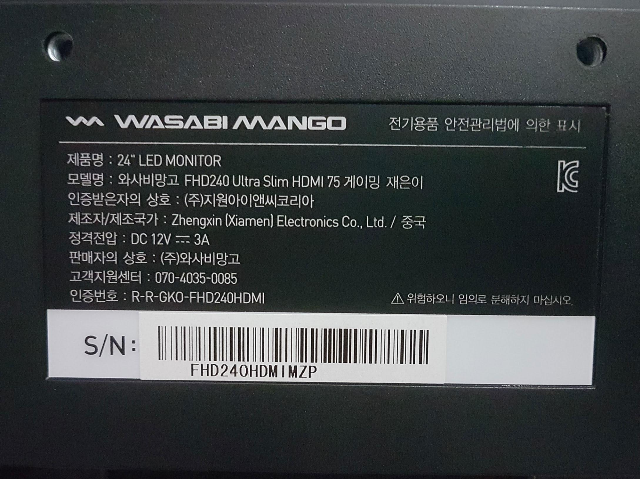 WASABI MANGO 전기용품 안전관리법에 의한 표시
제품명 : 24" LED MONITOR
모델명 : 와사비망고 FHD240 Ultra Slim HDMI 75 게이밍 재은이
인증받은자의 상호 : (주)지원아이앤씨코리아
제조자/제조국가 : Zhengxin (Xiamen) Electronics Co., Ltd. / 중국
정격전압 : DC 12V ⎓ 3A
판매자의 상호 : (주)와사비망고
고객지원센터 : 070-4035-0085
인증번호 : R-R-GKO-FHD240HDMI
⚠ 위험하오니 임의로 분해하지 마십시오.
S/N:
FHD240HDMIMZP